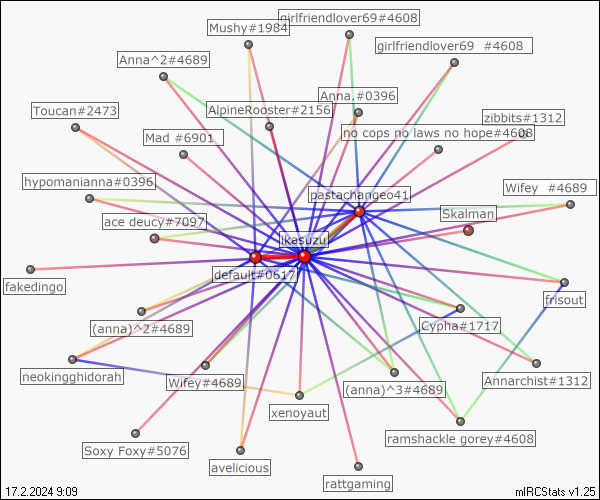 girlfriendlover69#4608
Mushy#1984
girlfriendlover69 #4608
Anna^2#4689
Anna.#0396
Toucan#2473
AlpineRooster#2156
zibbits#1312
Mad #6901
no cops no laws no hope#4608
hypomanianna#0396
pastachangeo41
Wifey #4689
ace deucy#7097
Skalman
ikasuzu
default#0617
fakedingo
frisout
(anna)^2#4689
Cypha#1717
neokingghidorah
Wifey#4689
(anna)^3#4689
Annarchist#1312
xenoyaut
Soxy Foxy#5076
ramshackle gorey#4608
avelicious
rattgaming
17.2.2024 9:09
mIRCStats v1.25